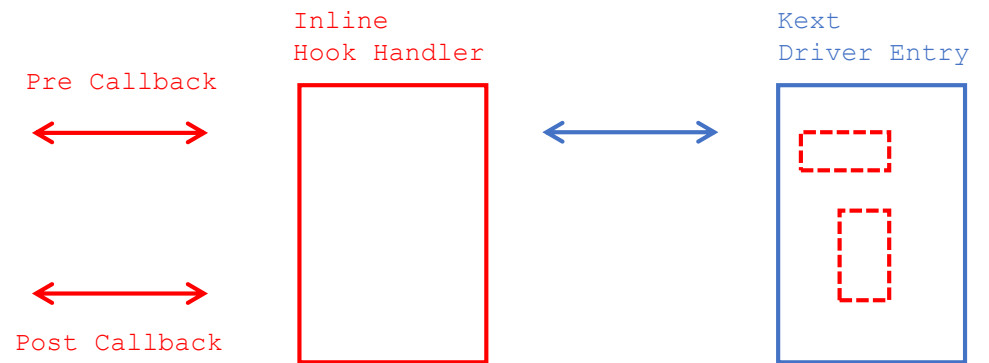 Inline
Hook Handler
Kext
Driver Entry
Pre Callback
Post Callback